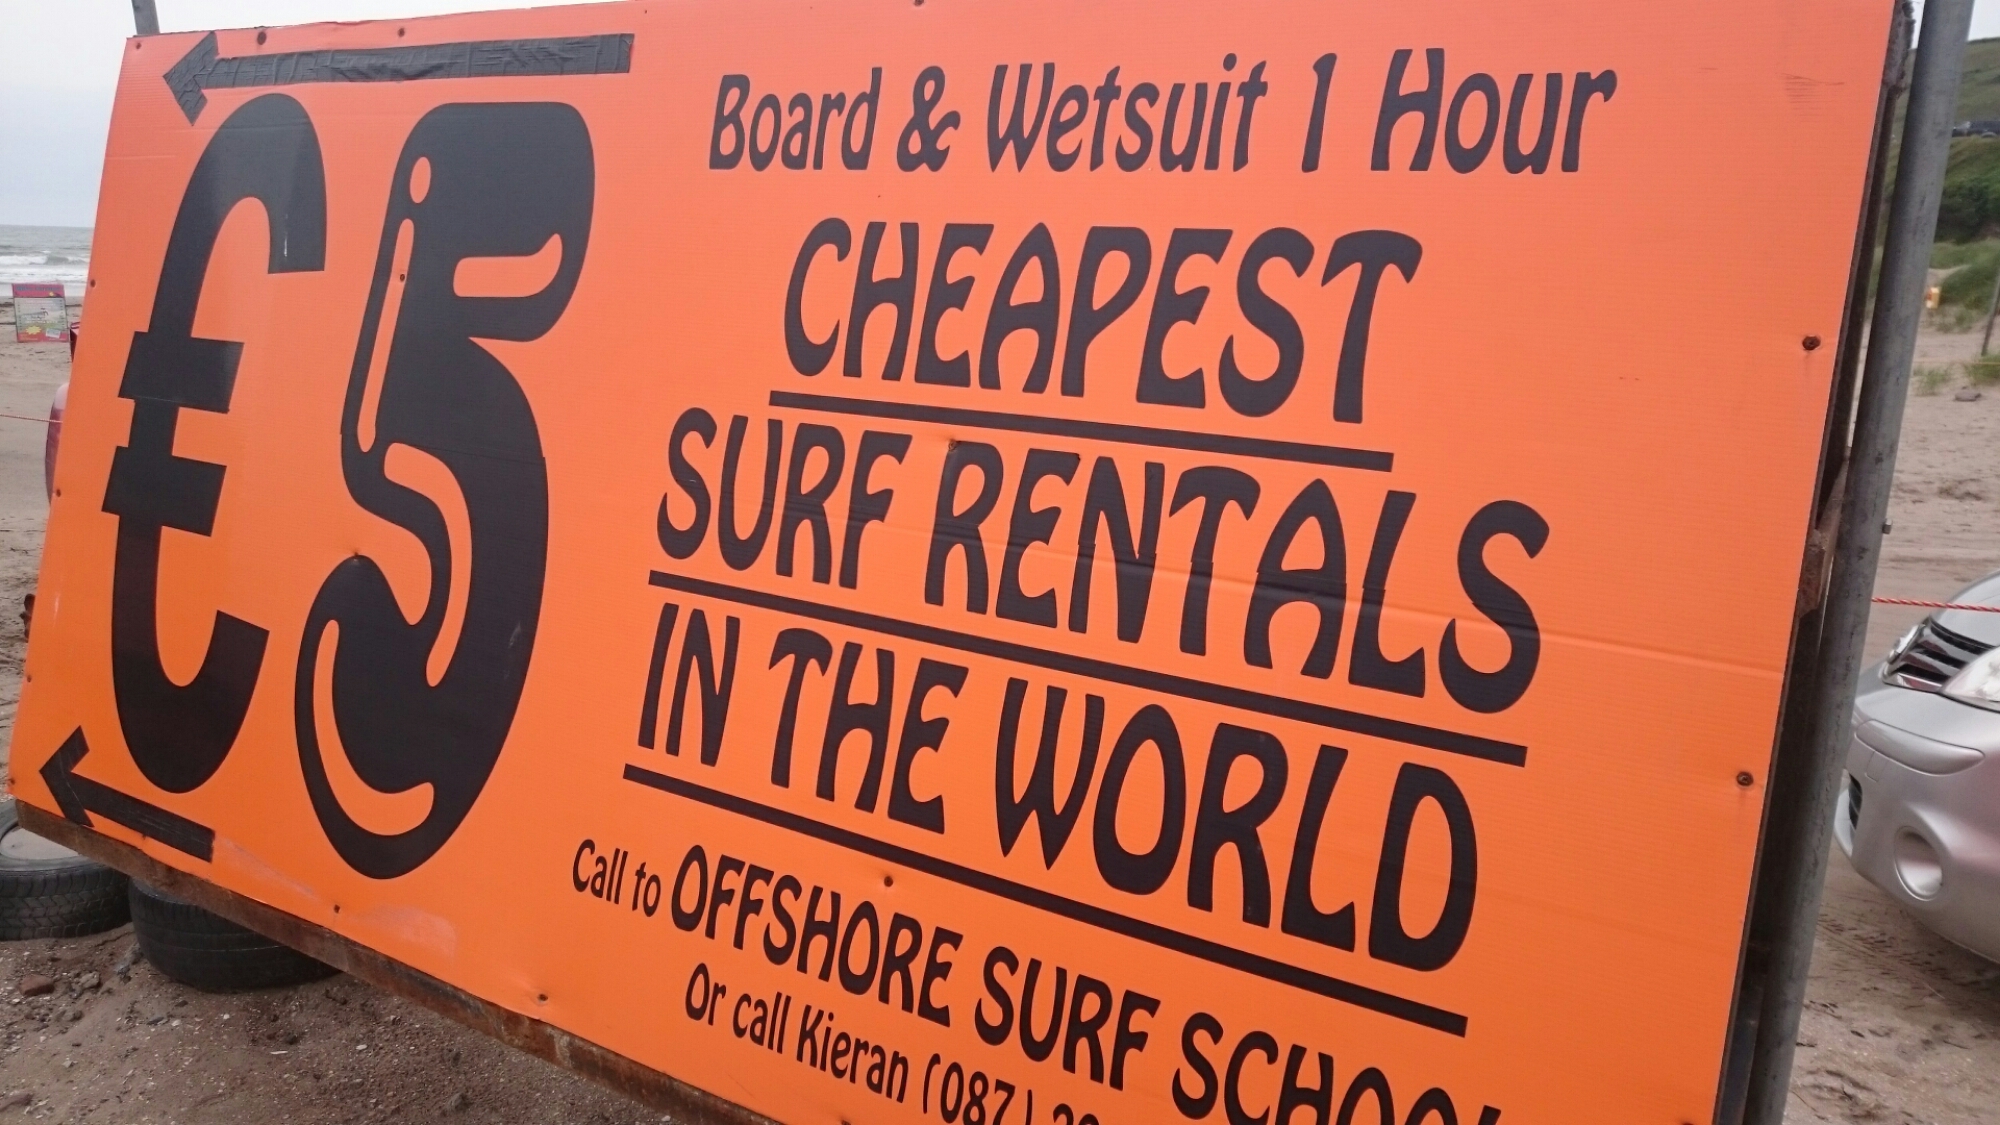 €5
Board & Wetsuit 1 Hour
CHEAPEST
SURF RENTALS
IN THE WORLD
Call to OFFSHORE SURF SCHOOL
Or call Kieran (087)